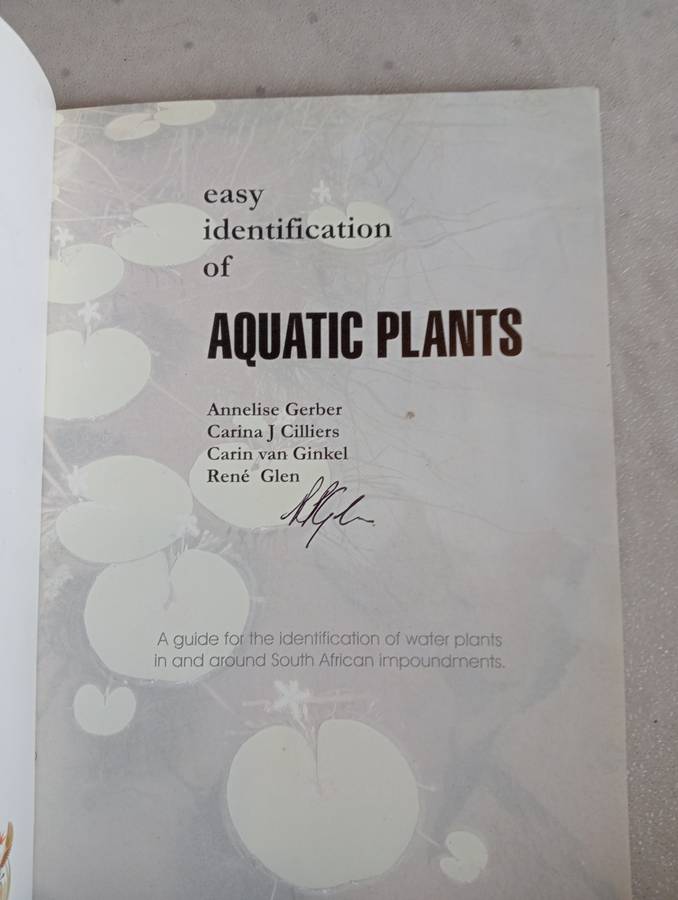 easy
identification
of
AQUATIC PLANTS
Annelise Gerber
Carina J Cilliers
Carin van Ginkel
René Glen
A guide for the identification of water plants
in and around South African impoundments.